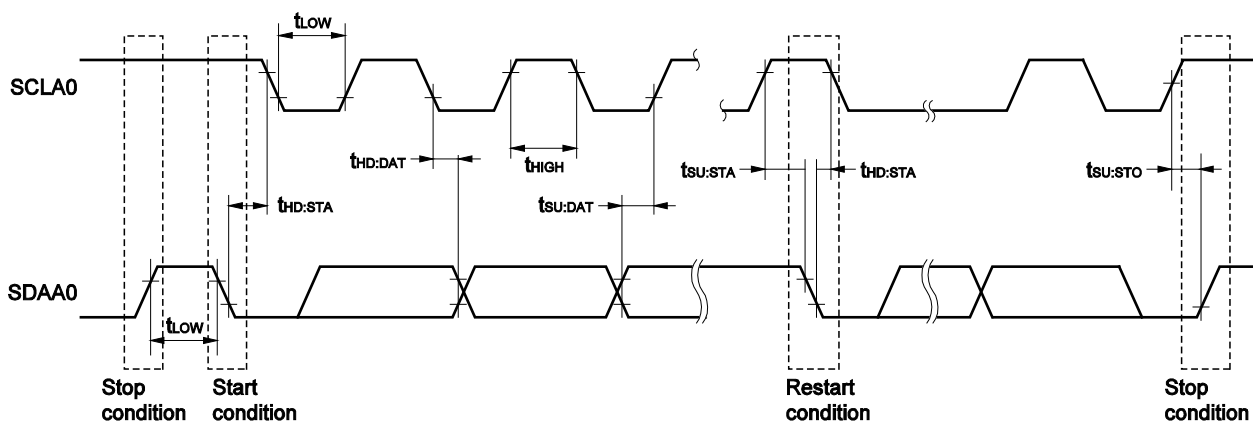 tLOW
SCLA0
tHD:DAT
tHIGH
tSU:STA
tHD:STA
tSU:STO
tHD:STA
tSU:DAT
SDAA0
tLOW
Stop
condition
Start
condition
Restart
condition
Stop
condition